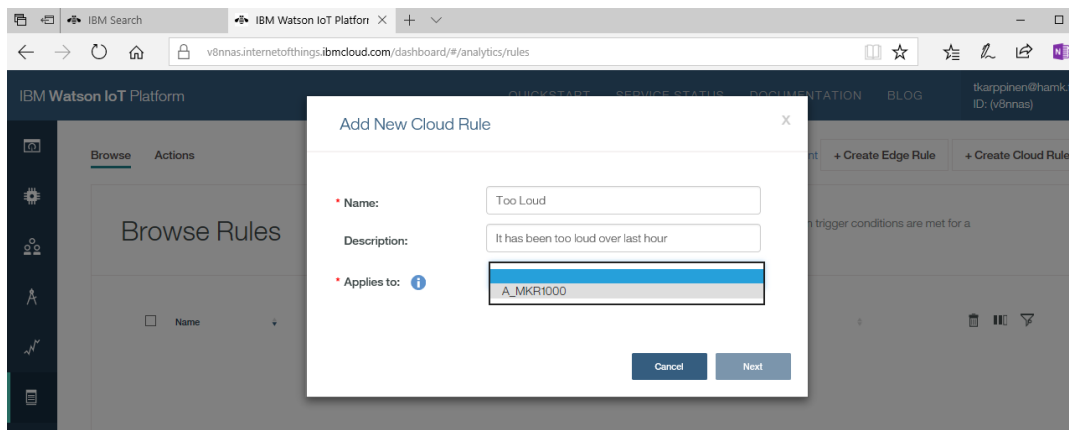 IBM Search
IBM Watson IoT Platforr
v8nnas.internetofthings.ibmcloud.com/dashboard/#/analytics/rules
IBM Watson IoT Platform
QUICKSTART SERVICE STATUS DOCUMENTATION BLOG
tkarppinen@hamk.
ID: (v8nnas)
Add New Cloud Rule
X
Browse Actions
nt + Create Edge Rule + Create Cloud Rule
* Name: Too Loud
Browse Rules
n trigger conditions are met for a
Description: It has been too loud over last hour
* Applies to: i
A_MKR1000
Name
Cancel Next